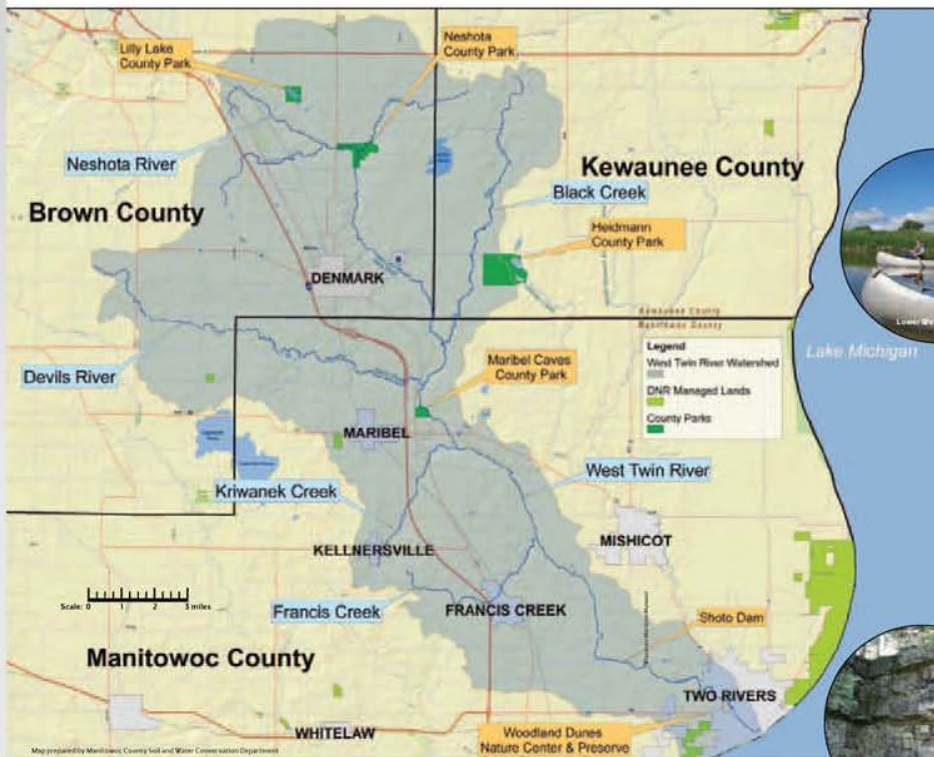 Lilly Lake
County Park
Neshota
County Park
Neshota River
Kewaunee County
Black Creek
Brown County
Heidmann
County Park
DENMARK
Kewaunee County
Manitowoc County
Legend
West Twin River Watershed
DNR Managed Lands
County Parks
Lake Michigan
Devils River
Maribel Caves
County Park
MARIBEL
West Twin River
Kriwanek Creek
KELLNERSVILLE
MISHICOT
Scale: 0 1 2 3 miles
Francis Creek
FRANCIS CREEK
Shoto Dam
Manitowoc County
TWO RIVERS
WHITELAW
Woodland Dunes
Nature Center & Preserve
Map prepared by Manitowoc County Soil and Water Conservation Department